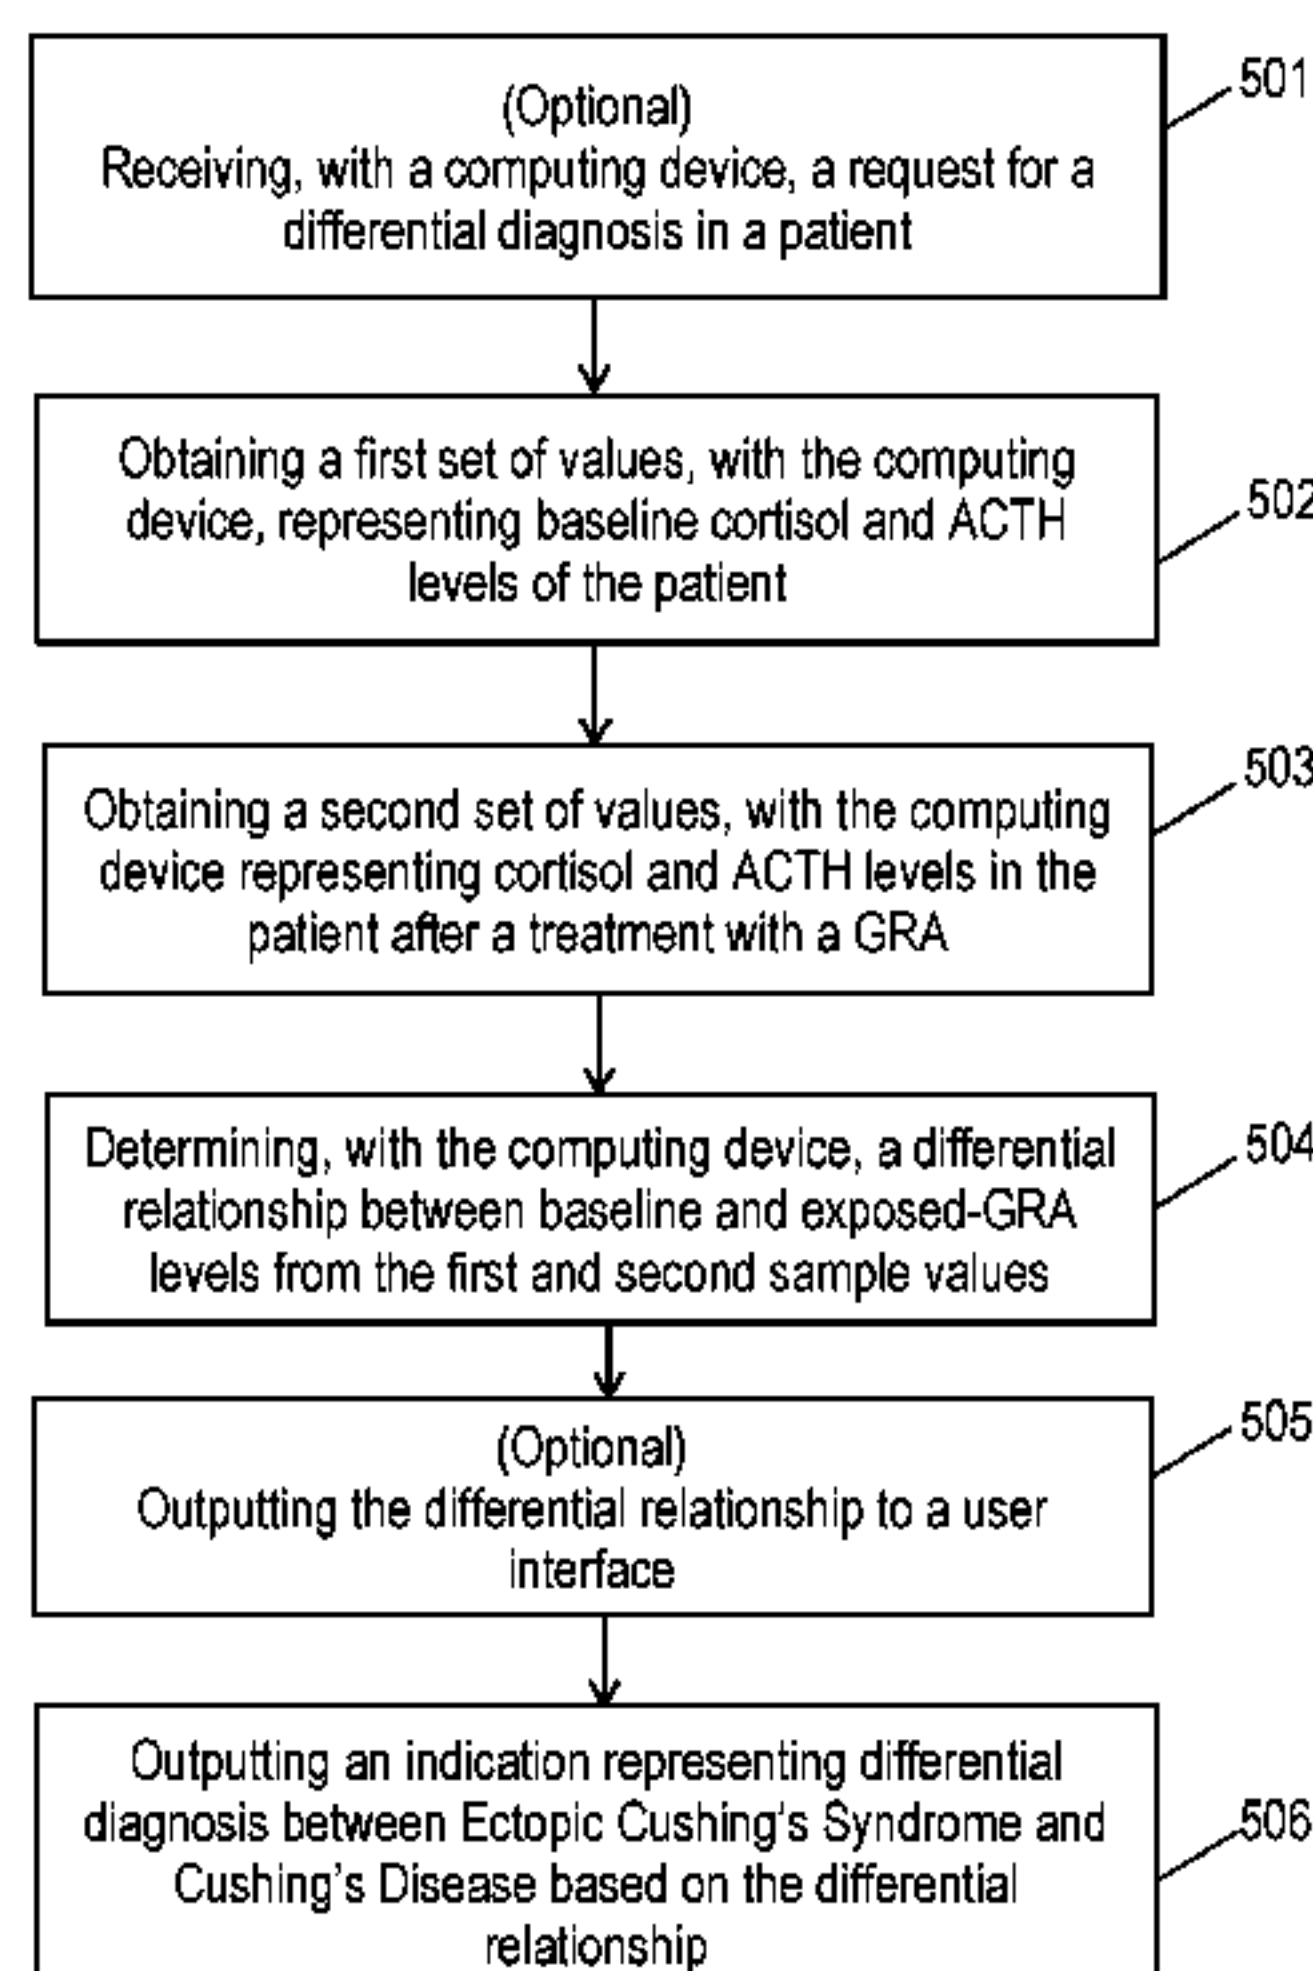 (Optional)
Receiving, with a computing device, a request for a
differential diagnosis in a patient
501
Obtaining a first set of values, with the computing
device, representing baseline cortisol and ACTH
levels of the patient
502
Obtaining a second set of values, with the computing
device representing cortisol and ACTH levels in the
patient after a treatment with a GRA
503
Determining, with the computing device, a differential
relationship between baseline and exposed-GRA
levels from the first and second sample values
504
(Optional)
Outputting the differential relationship to a user
interface
505
Outputting an indication representing differential
diagnosis between Ectopic Cushing's Syndrome and
Cushing's Disease based on the differential
relationship
506